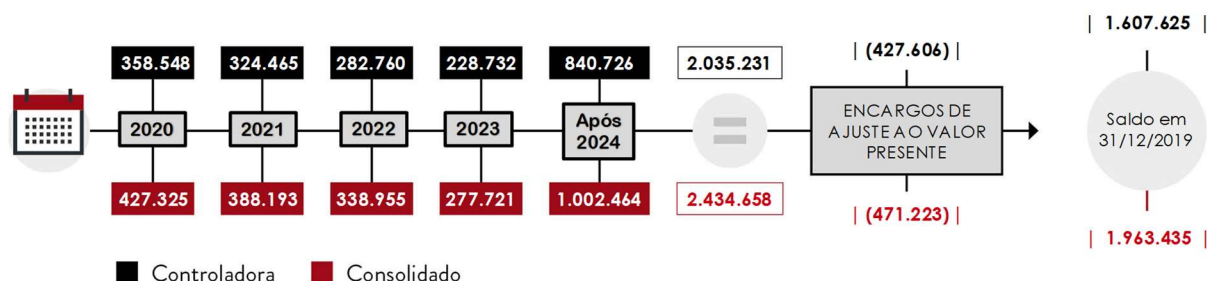 | 1.607.625 |
358.548 324.465 282.760 228.732 840.726 2.035.231 | (427.606) |
2020 2021 2022 2023 Após
2024
ENCARGOS DE
AJUSTE AO VALOR
PRESENTE
Saldo em
31/12/2019
427.325 388.193 338.955 277.721 1.002.464 2.434.658 | (471.223) |
| 1.963.435 |
Controladora Consolidado